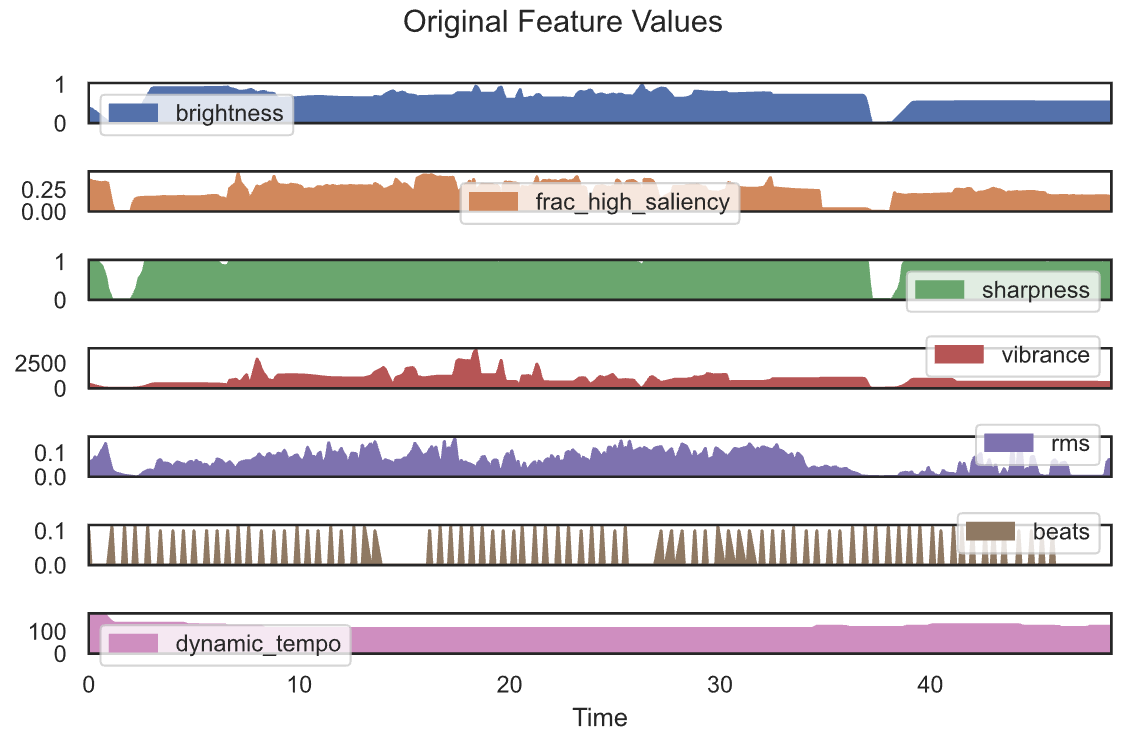 Original Feature Values
1
0
brightness
0.25
0.00
frac_high_saliency
1
0
sharpness
2500
0
vibrance
0.1
0.0
rms
0.1
0.0
beats
100
0
dynamic_tempo
0 10 20 30 40
Time